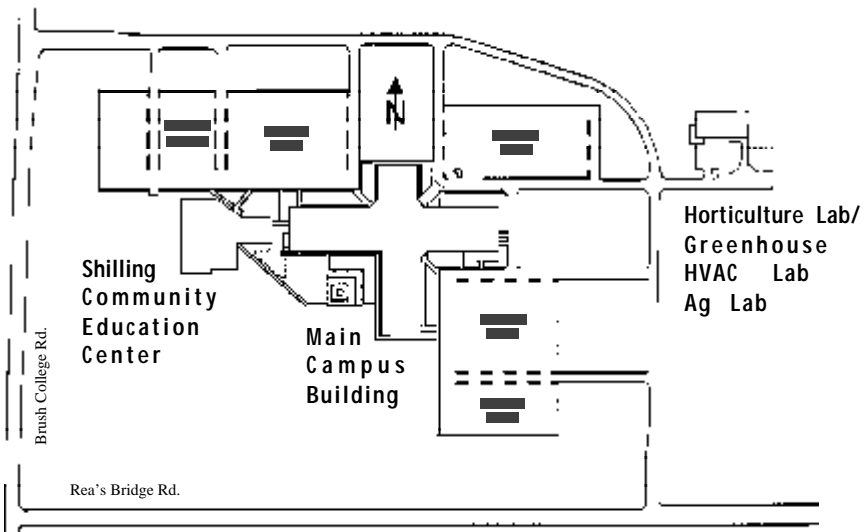 N
Horticulture Lab/
Greenhouse
HVAC Lab
Ag Lab
Shilling
Community
Education
Center
Main
Campus
Building
Brush College Rd.
Rea's Bridge Rd.